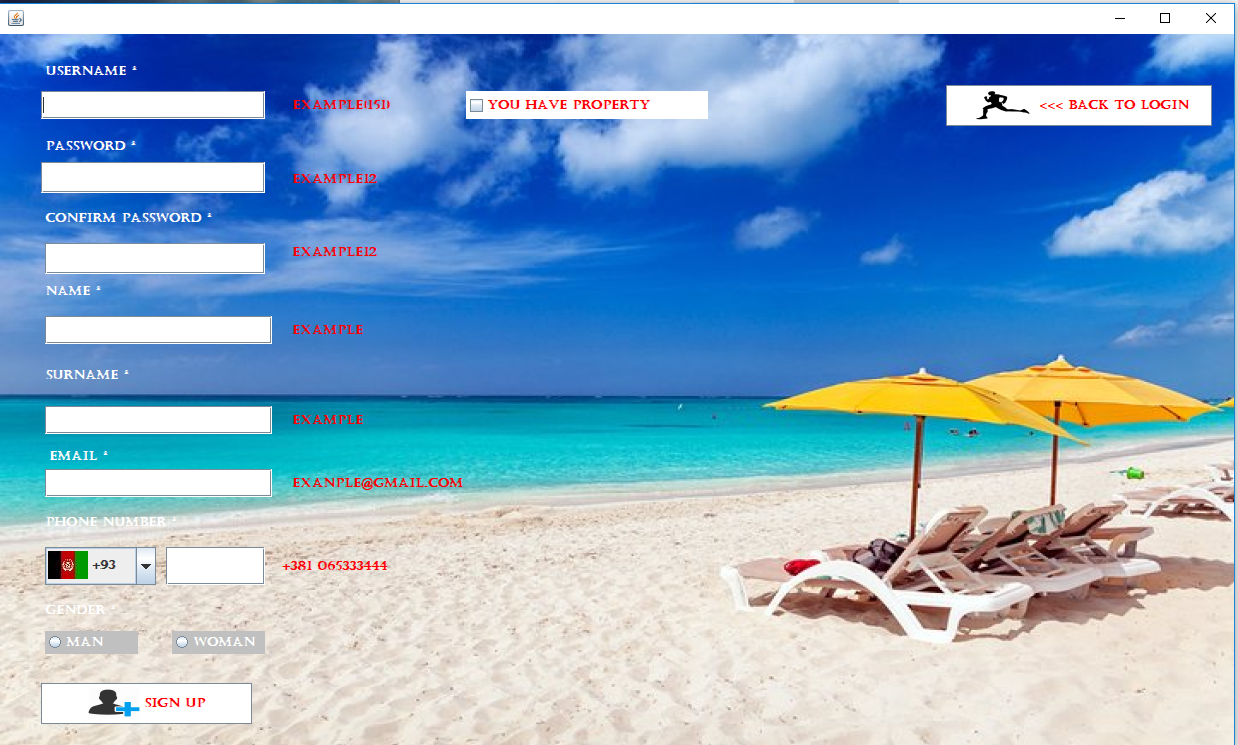 USERNAME *
EXAMPLE(151)
YOU HAVE PROPERTY
<<< BACK TO LOGIN
PASSWORD *
EXAMPLE12
CONFIRM PASSWORD *
EXAMPLE12
NAME *
EXAMPLE
SURNAME *
EXAMPLE
EMAIL *
EXANPLE@GMAIL.COM
PHONE NUMBER *
+93
+381 065333444
GENDER *
MAN
WOMAN
SIGN UP